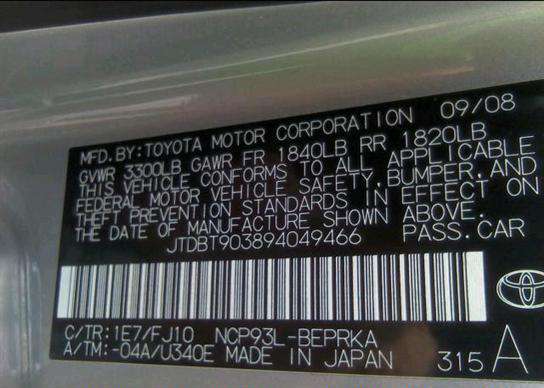 MFD. BY: TOYOTA MOTOR CORPORATION 09/08
GVWR 3300LB GAWR FR 1840LB RR 1820LB
THIS VEHICLE CONFORMS TO ALL APPLICABLE
FEDERAL MOTOR VEHICLE SAFETY, BUMPER, AND
THEFT PREVENTION STANDARDS IN EFFECT ON
THE DATE OF MANUFACTURE SHOWN ABOVE.
JTDBT903894049466 PASS. CAR
C/TR: 1E7/FJ10 NCP93L-BEPRKA
A/TM: -04A/U340E MADE IN JAPAN 315 A